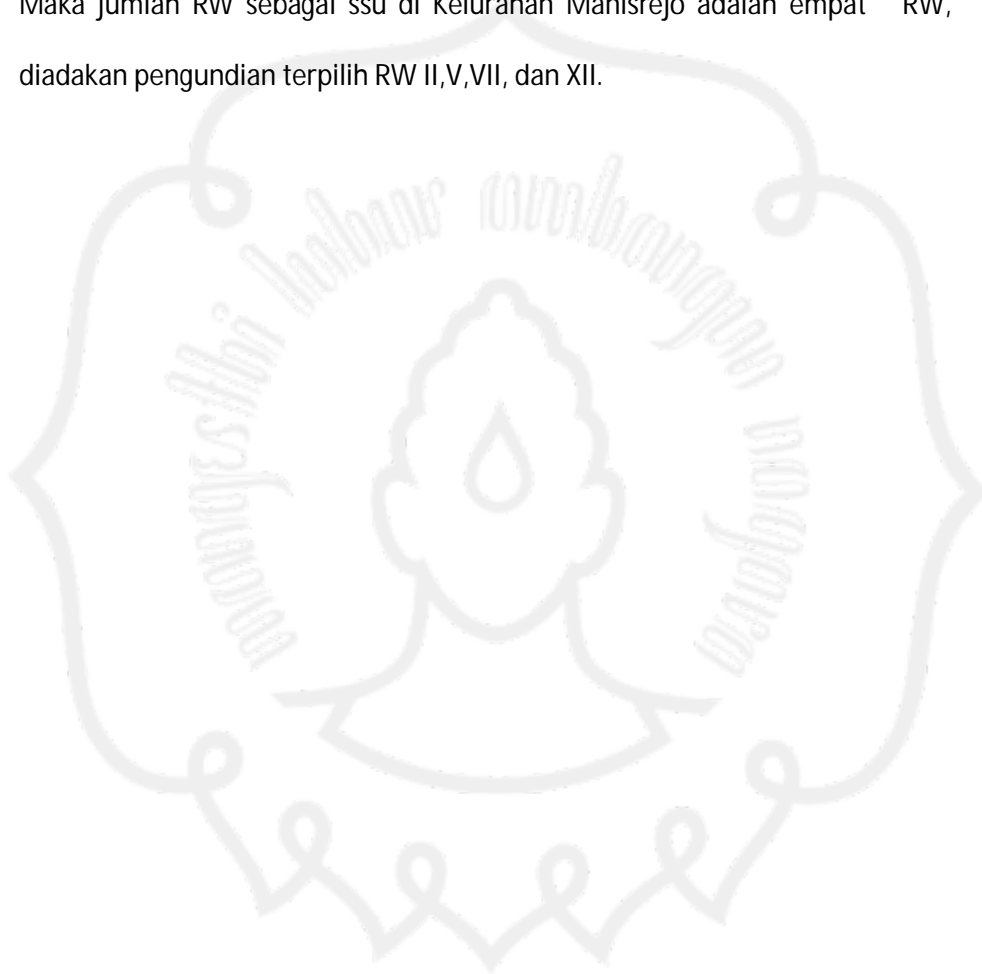 Maka jumlah RW sebagai ssu di Kelurahan Manisrejo adalah empat RW,
diadakan pengundian terpilih RW II,V,VII, dan XII.